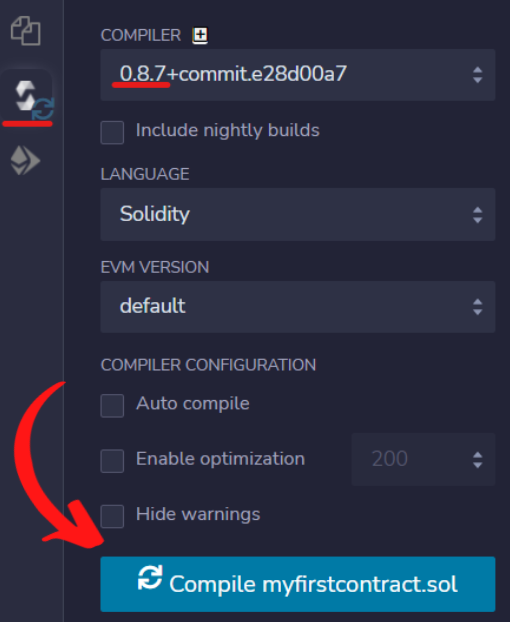 COMPILER
0.8.7+commit.e28d00a7
Include nightly builds
LANGUAGE
Solidity
EVM VERSION
default
COMPILER CONFIGURATION
Auto compile
Enable optimization 200
Hide warnings
Compile myfirstcontract.sol